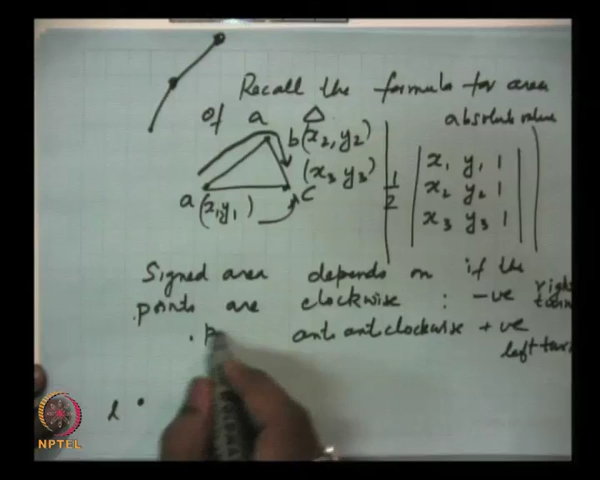 Recall the formula for area
of a △
absolute value
b(x2, y2)
(x3 y3)
a (x1y1)
c
1/2
x1 y1 1
x2 y2 1
x3 y3 1
Signed area depends on if the
points are clockwise : -ve right turn
anti anticlockwise +ve
left turn
NPTEL